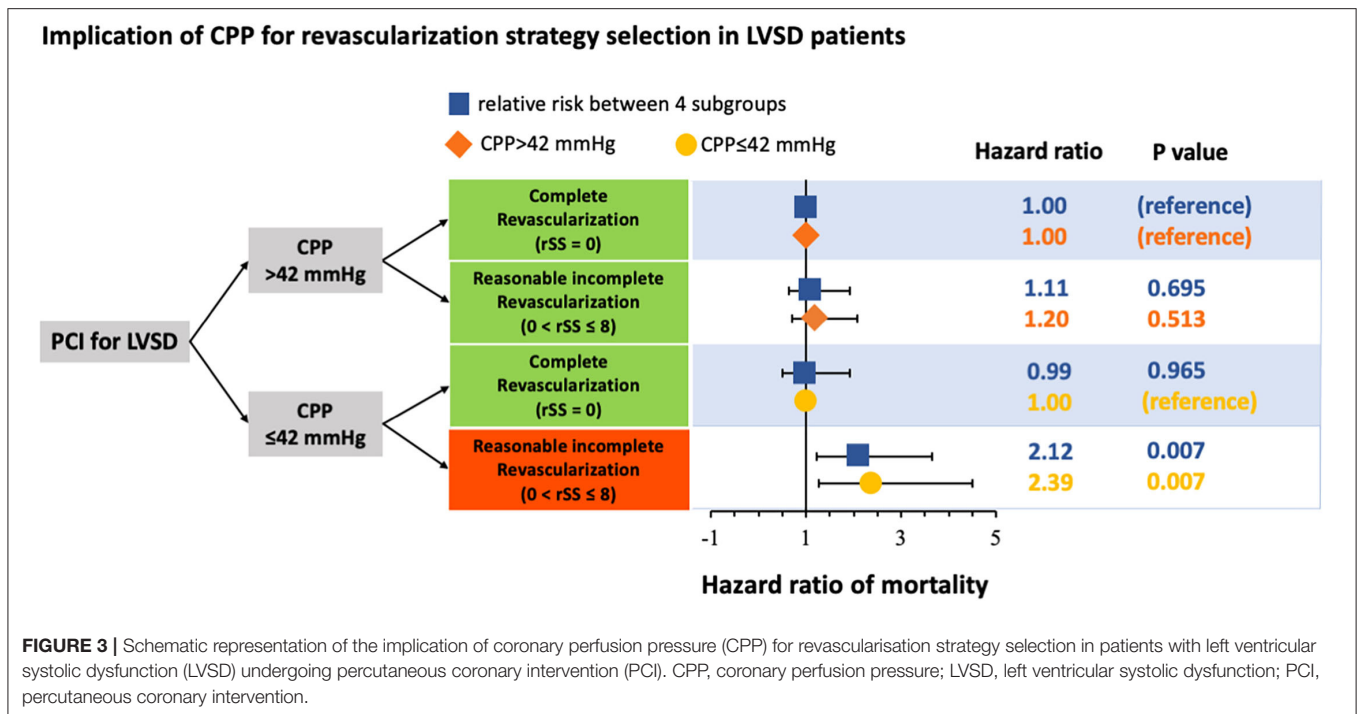 Implication of CPP for revascularization strategy selection in LVSD patients
relative risk between 4 subgroups
CPP>42 mmHg CPP≤42 mmHg
Hazard ratio P value
PCI for LVSD
CPP
>42 mmHg
CPP
≤42 mmHg
Complete
Revascularization
(rSS = 0)
1.00 (reference)
1.00 (reference)
Reasonable incomplete
Revascularization
(0 < rSS ≤ 8)
1.11 0.695
1.20 0.513
Complete
Revascularization
(rSS = 0)
0.99 0.965
1.00 (reference)
Reasonable incomplete
Revascularization
(0 < rSS ≤ 8)
2.12 0.007
2.39 0.007
-1 1 3 5
Hazard ratio of mortality
FIGURE 3 | Schematic representation of the implication of coronary perfusion pressure (CPP) for revascularisation strategy selection in patients with left ventricular
systolic dysfunction (LVSD) undergoing percutaneous coronary intervention (PCI). CPP, coronary perfusion pressure; LVSD, left ventricular systolic dysfunction; PCI,
percutaneous coronary intervention.